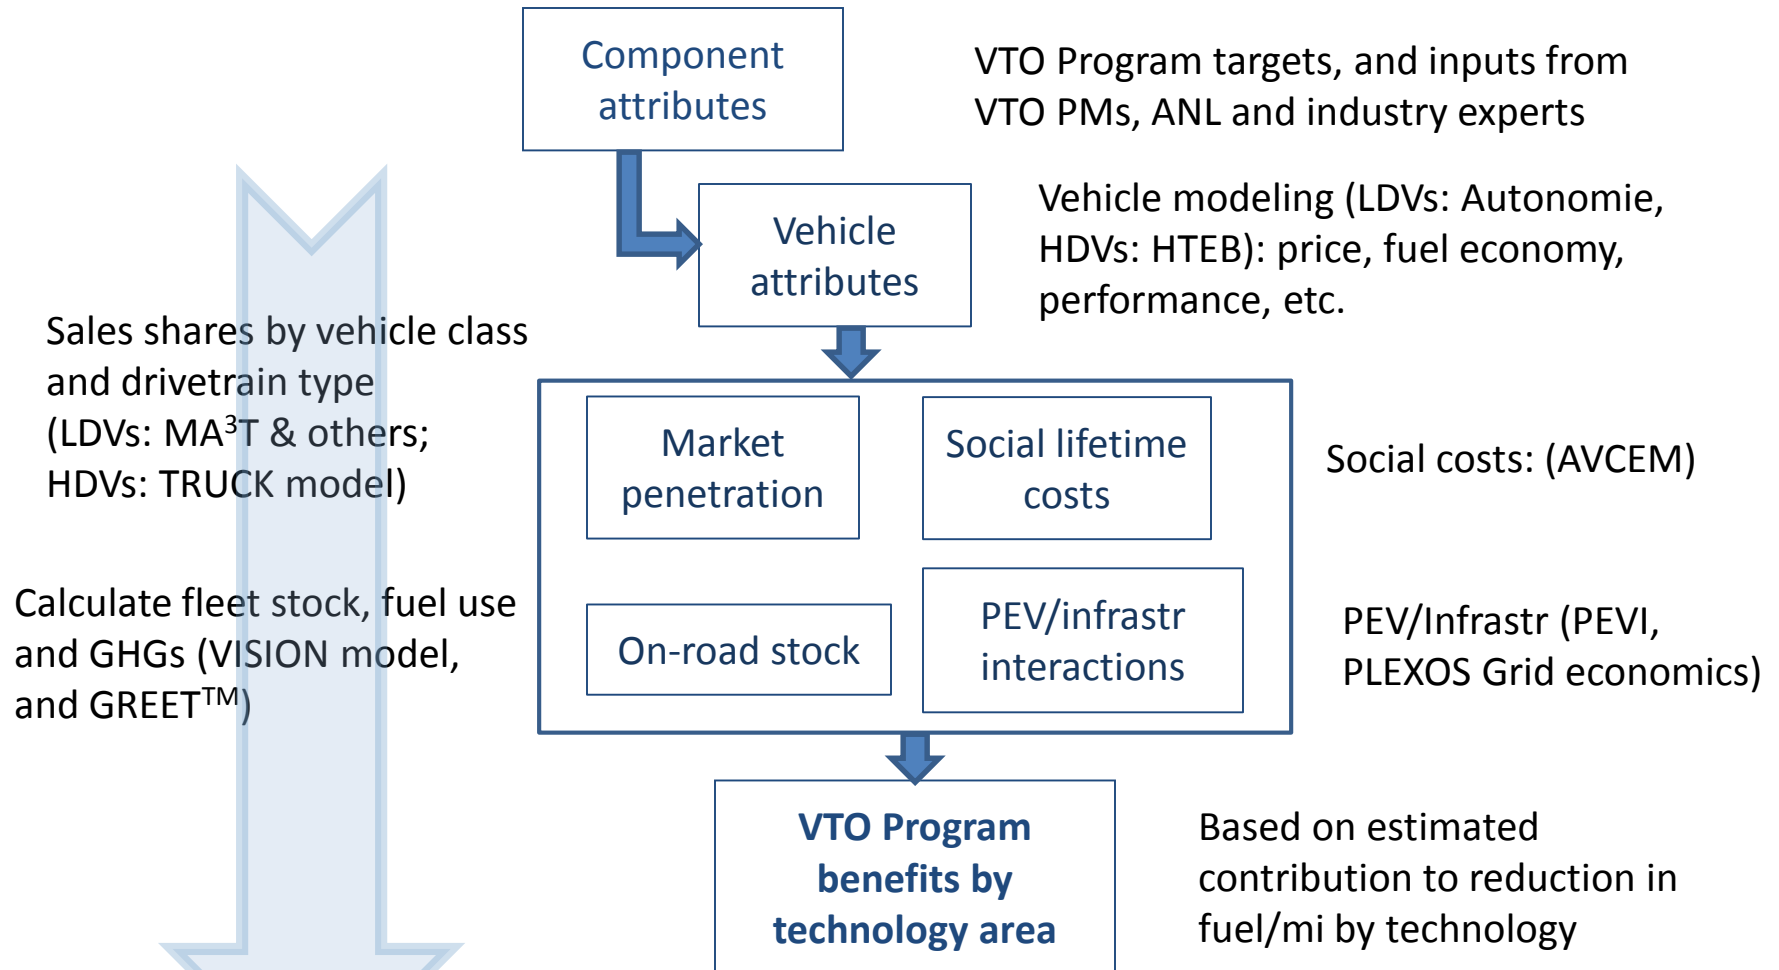 Component
attributes
VTO Program targets, and inputs from
VTO PMs, ANL and industry experts
Vehicle
attributes
Vehicle modeling (LDVs: Autonomie,
HDVs: HTEB): price, fuel economy,
performance, etc.
Sales shares by vehicle class
and drivetrain type
(LDVs: MA³T & others;
HDVs: TRUCK model)
Market
penetration
Social lifetime
costs
Social costs: (AVCEM)
Calculate fleet stock, fuel use
and GHGs (VISION model,
and GREET™)
On-road stock
PEV/infrastr
interactions
PEV/Infrastr (PEVI,
PLEXOS Grid economics)
VTO Program
benefits by
technology area
Based on estimated
contribution to reduction in
fuel/mi by technology